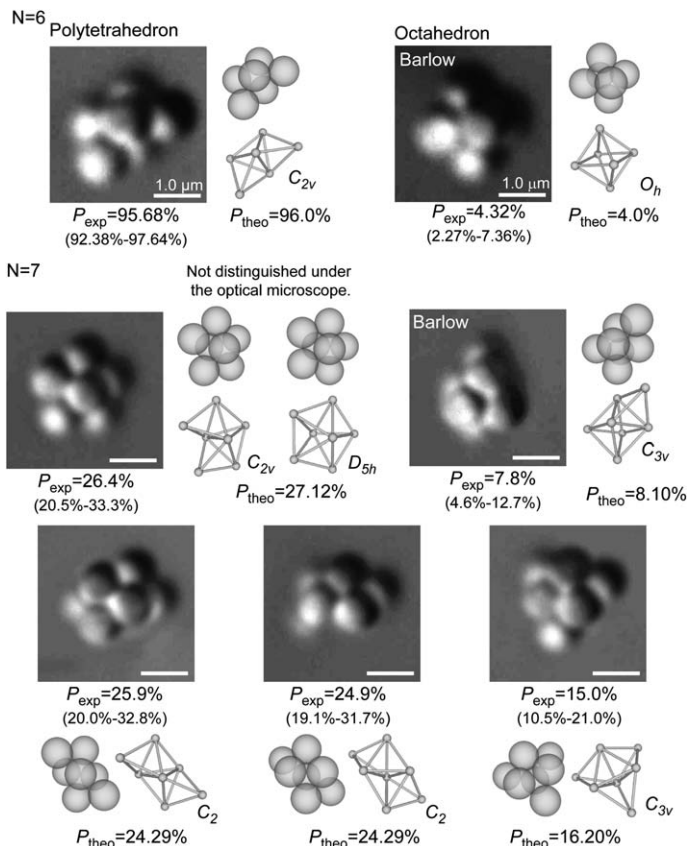 N=6
Polytetrahedron
1.0 μm
C2v
Pexp=95.68%
(92.38%-97.64%)
Ptheo=96.0%
Octahedron
Barlow
1.0 μm
Oh
Pexp=4.32%
(2.27%-7.36%)
Ptheo=4.0%
N=7
Not distinguished under
the optical microscope.
C2v
D5h
Pexp=26.4%
(20.5%-33.3%)
Ptheo=27.12%
Barlow
C3v
Pexp=7.8%
(4.6%-12.7%)
Ptheo=8.10%
Pexp=25.9%
(20.0%-32.8%)
C2
Ptheo=24.29%
Pexp=24.9%
(19.1%-31.7%)
C2
Ptheo=24.29%
Pexp=15.0%
(10.5%-21.0%)
C3v
Ptheo=16.20%